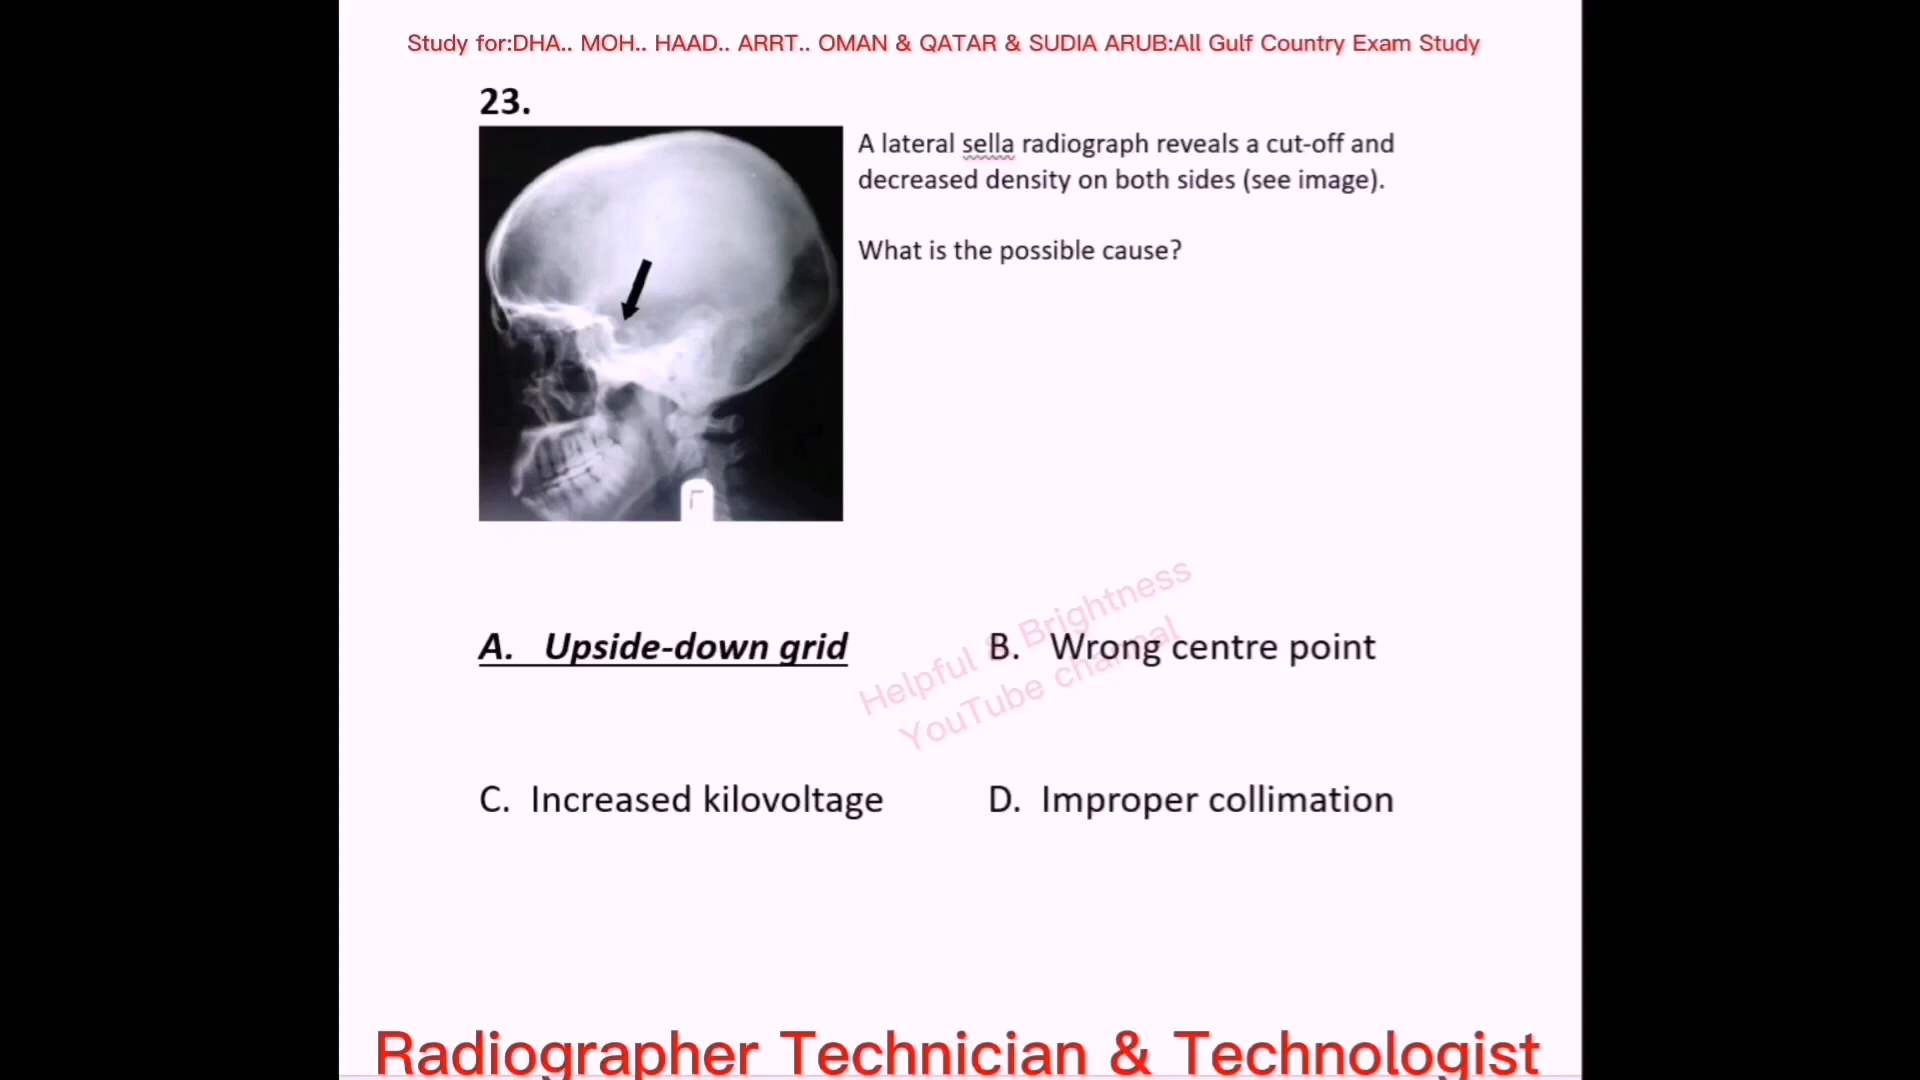 Study for:DHA.. MOH.. HAAD.. ARRT.. OMAN & QATAR & SUDIA ARUB:All Gulf Country Exam Study
23.
A lateral sella radiograph reveals a cut-off and
decreased density on both sides (see image).
What is the possible cause?
A. Upside-down grid
B. Wrong centre point
Helpful & Brightness
YouTube channal
C. Increased kilovoltage
D. Improper collimation
Radiographer Technician & Technologist